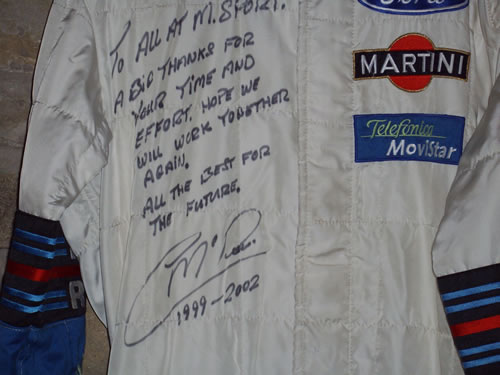 TO ALL AT M. SPORT.
A BIG THANKS FOR
YOUR TIME AND
EFFORT. HOPE WE
WILL WORK TOGETHER
AGAIN.
ALL THE BEST FOR
THE FUTURE.
1999-2002
Ford
MARTINI
Telefónica
MoviStar
R